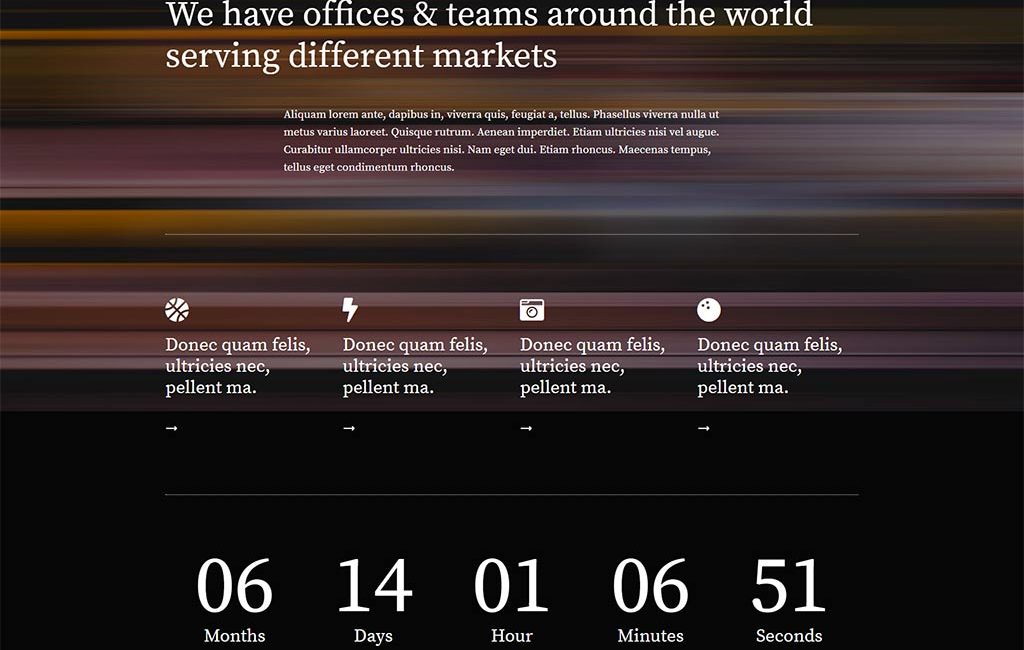 We have offices & teams around the world
serving different markets
Aliquam lorem ante, dapibus in, viverra quis, feugiat a, tellus. Phasellus viverra nulla ut
metus varius laoreet. Quisque rutrum. Aenean imperdiet. Etiam ultricies nisi vel augue.
Curabitur ullamcorper ultricies nisi. Nam eget dui. Etiam rhoncus. Maecenas tempus,
tellus eget condimentum rhoncus.
Donec quam felis,
ultricies nec,
pellent ma.
→
Donec quam felis,
ultricies nec,
pellent ma.
→
Donec quam felis,
ultricies nec,
pellent ma.
→
Donec quam felis,
ultricies nec,
pellent ma.
→
06 14 01 06 51
Months Days Hour Minutes Seconds